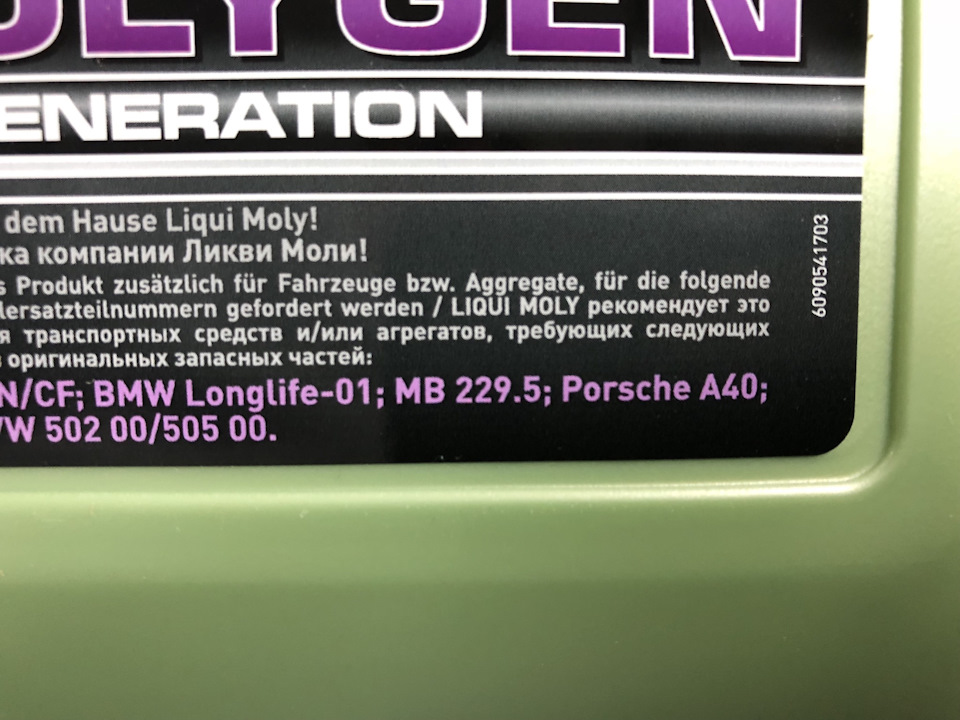 OLYGEN
ENERATION
dem Hause Liqui Moly!
ка компании Ликви Моли!
s Produkt zusätzlich für Fahrzeuge bzw. Aggregate, für die folgende
lersatzteilnummern gefordert werden / LIQUI MOLY рекомендует это
я транспортных средств и/или агрегатов, требующих следующих
оригинальных запасных частей:
N/CF; BMW Longlife-01; MB 229.5; Porsche A40;
VW 502 00/505 00.
6090541703